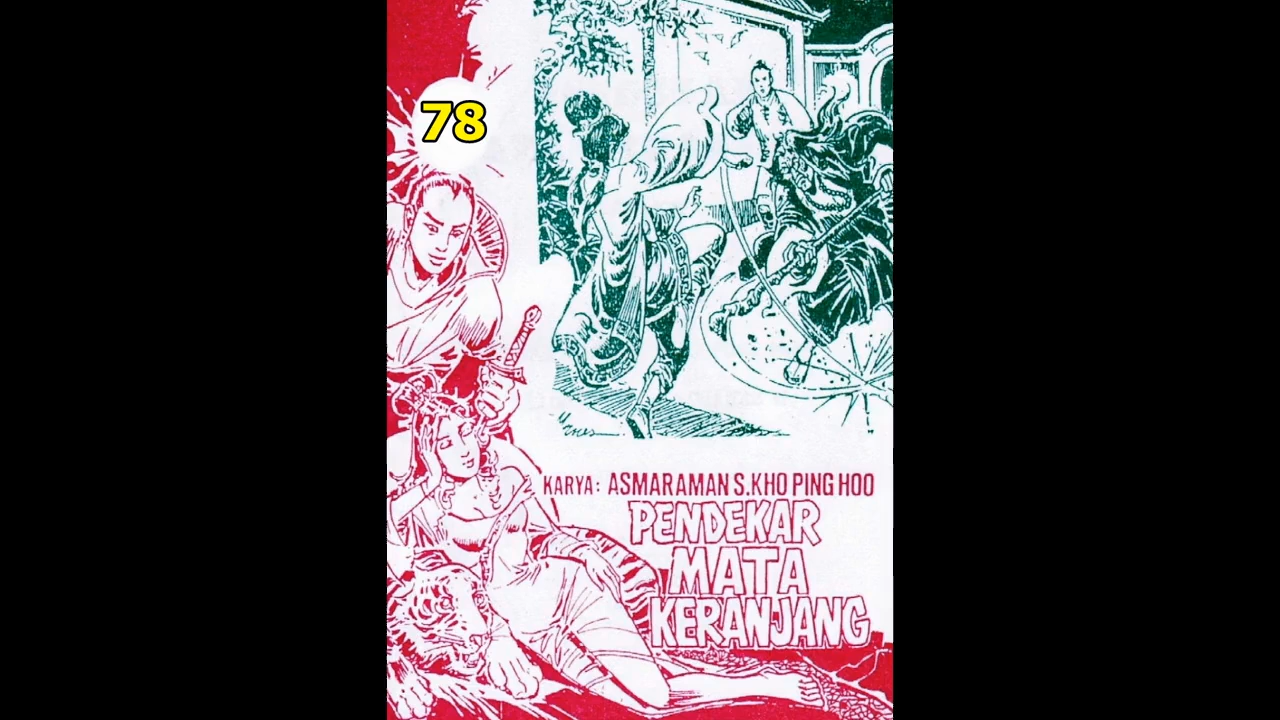 78
KARYA: ASMARAMAN S.KHO PING HOO
PENDEKAR
MATA
KERANJANG